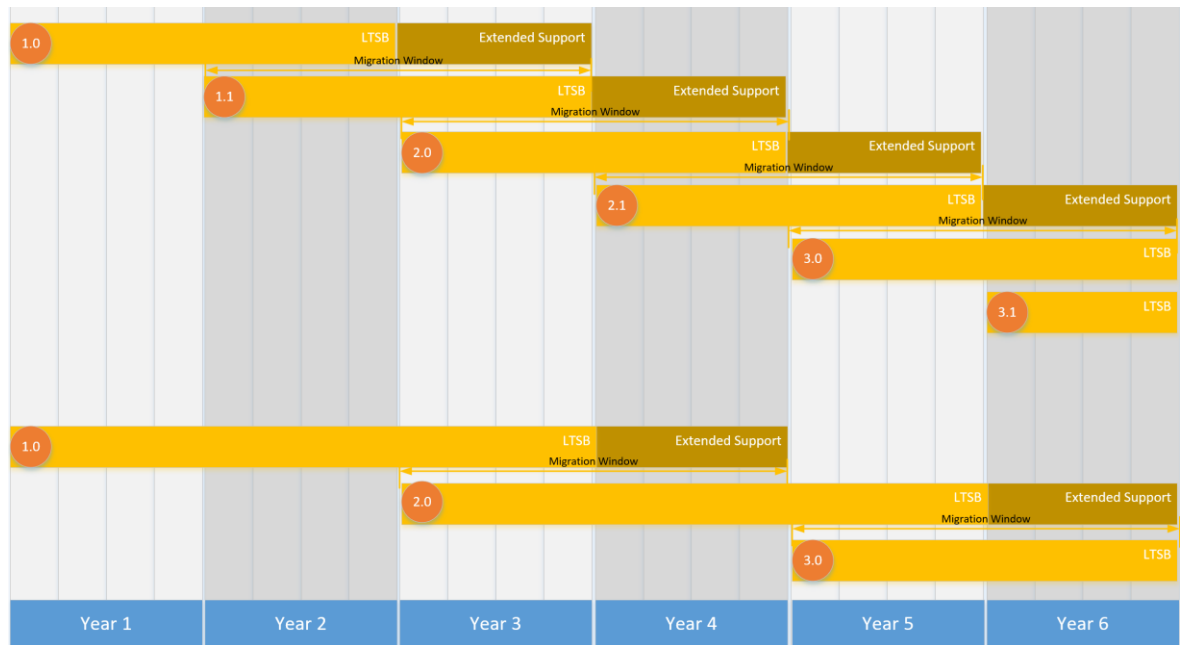 1.0 LTSB Extended Support
Migration Window
1.1 LTSB Extended Support
Migration Window
2.0 LTSB Extended Support
Migration Window
2.1 LTSB Extended Support
Migration Window
3.0 LTSB
3.1 LTSB
1.0 LTSB Extended Support
Migration Window
2.0 LTSB Extended Support
Migration Window
3.0 LTSB
Year 1 Year 2 Year 3 Year 4 Year 5 Year 6